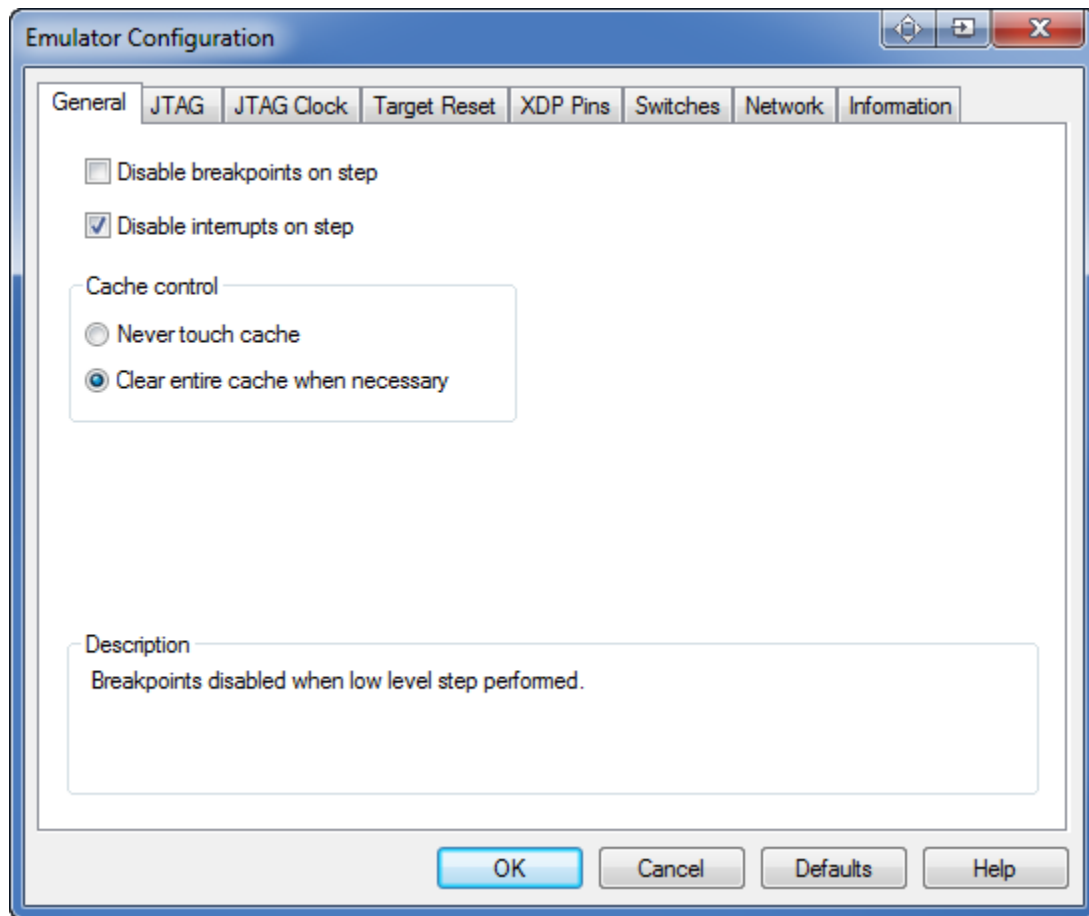 Emulator Configuration
General JTAG JTAG Clock Target Reset XDP Pins Switches Network Information
Disable breakpoints on step
Disable interrupts on step
Cache control
Never touch cache
Clear entire cache when necessary
Description
Breakpoints disabled when low level step performed.
OK Cancel Defaults Help